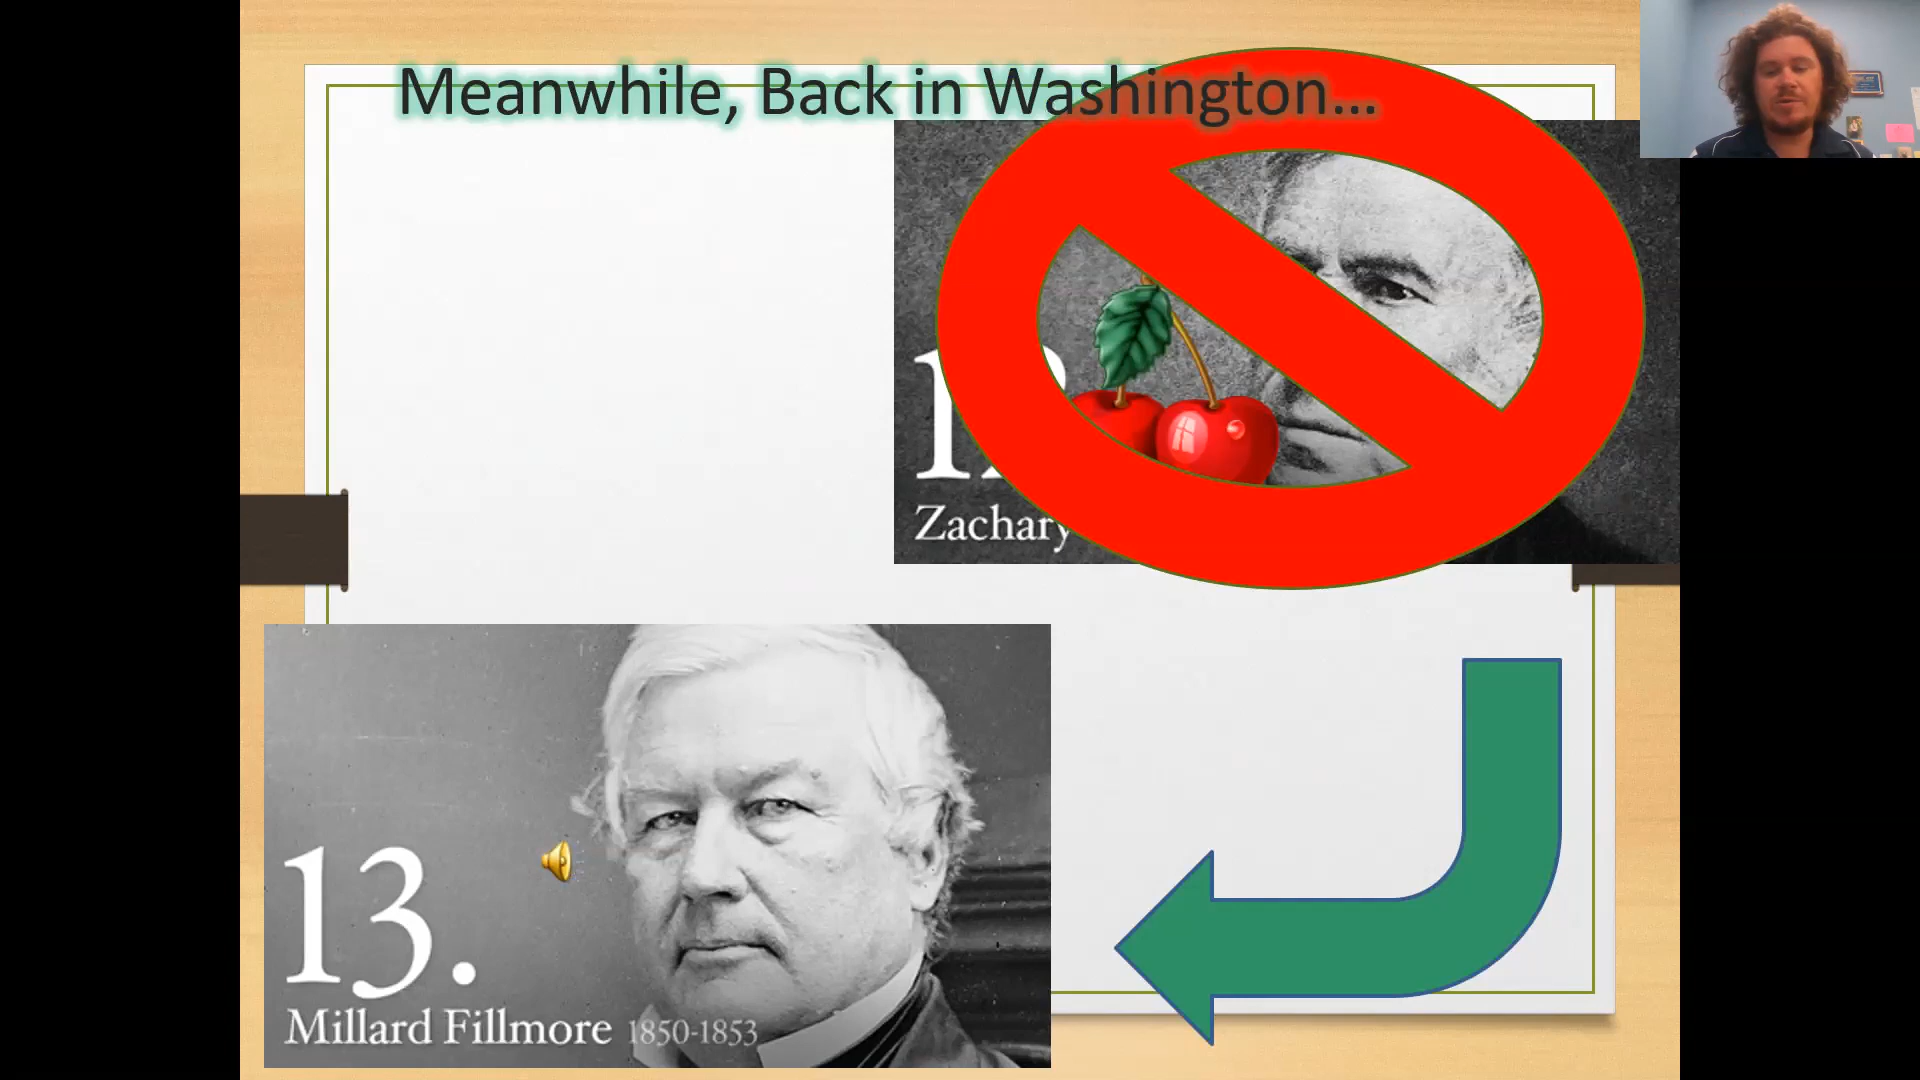 Meanwhile, Back in Washington...
Zachary
13.
Millard Fillmore 1850-1853